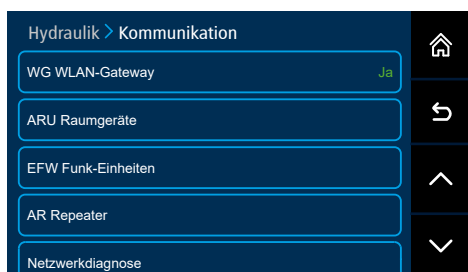 Hydraulik > Kommunikation
WG WLAN-Gateway Ja
ARU Raumgeräte
EFW Funk-Einheiten
AR Repeater
Netzwerkdiagnose